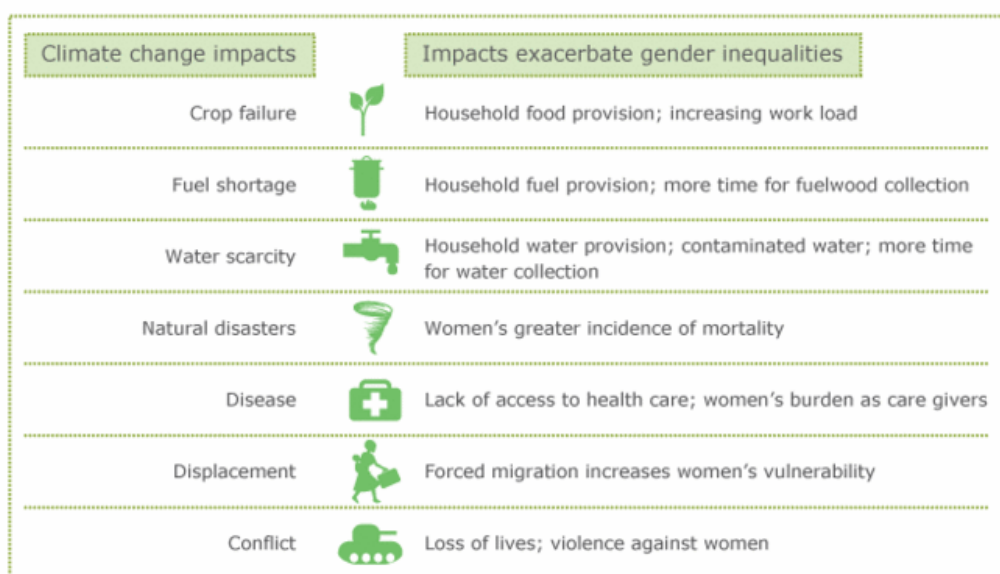 Climate change impacts
Impacts exacerbate gender inequalities
Crop failure
Household food provision; increasing work load
Fuel shortage
Household fuel provision; more time for fuelwood collection
Water scarcity
Household water provision; contaminated water; more time
for water collection
Natural disasters
Women’s greater incidence of mortality
Disease
Lack of access to health care; women’s burden as care givers
Displacement
Forced migration increases women’s vulnerability
Conflict
Loss of lives; violence against women